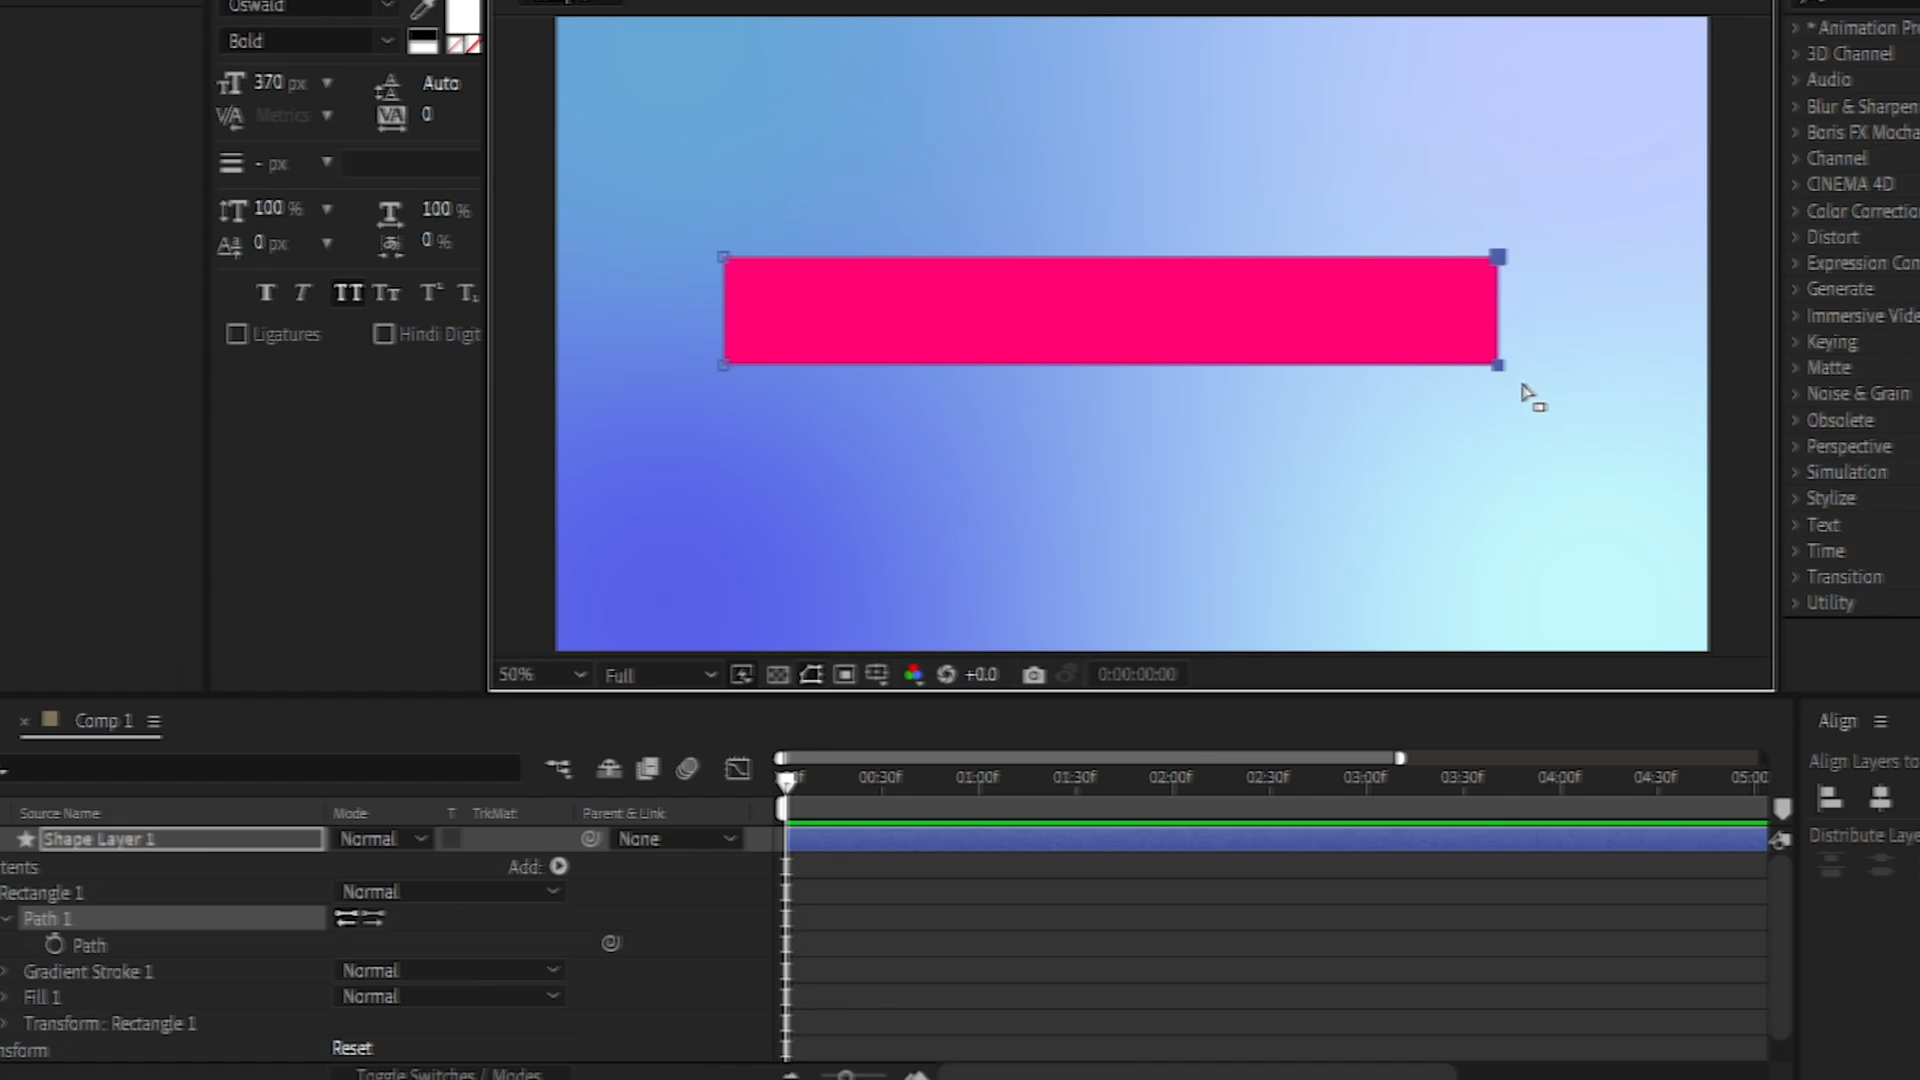 Oswald
Bold
370 px
Auto
Metrics
0
- px
100 %
100 %
0 px
0 %
Ligatures
Hindi Digit
* Animation Pre
3D Channel
Audio
Blur & Sharpen
Boris FX Mocha
Channel
CINEMA 4D
Color Correction
Distort
Expression Con
Generate
Immersive Vide
Keying
Matte
Noise & Grain
Obsolete
Perspective
Simulation
Stylize
Text
Time
Transition
Utility
50%
Full
+0.0
0:00:00:00
Comp 1
Align
Align Layers to
Distribute Laye
00:30f
01:00f
01:30f
02:00f
02:30f
03:00f
03:30f
04:00f
04:30f
05:00
Source Name
Mode
T TrkMat
Parent & Link
Shape Layer 1
Normal
None
tents
Add:
Rectangle 1
Normal
Path 1
Path
Gradient Stroke 1
Normal
Fill 1
Normal
Transform: Rectangle 1
nsform
Reset
Toggle Switches / Modes